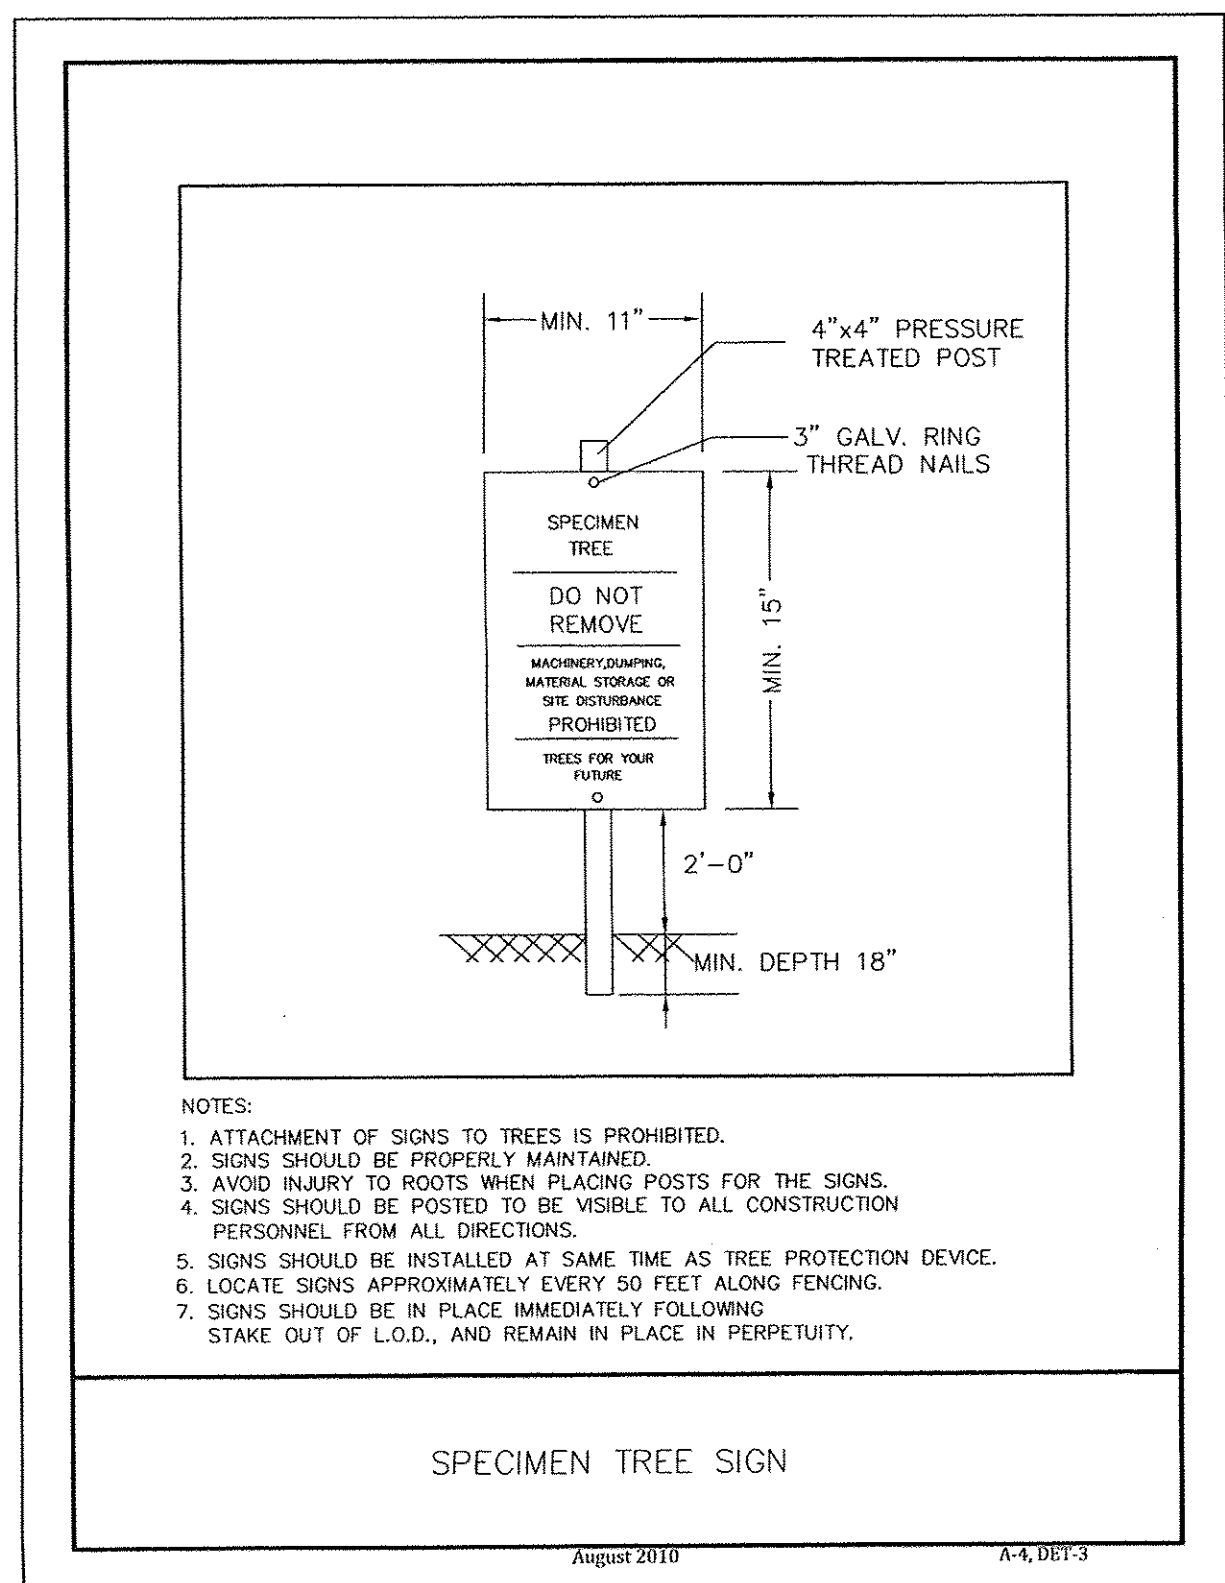 MIN. 11"
4"x4" PRESSURE
TREATED POST
3" GALV. RING
THREAD NAILS
SPECIMEN
TREE
DO NOT
REMOVE
MACHINERY,DUMPING,
MATERIAL STORAGE OR
SITE DISTURBANCE
PROHIBITED
TREES FOR YOUR
FUTURE
MIN. 15"
2'-0"
MIN. DEPTH 18"
NOTES:
1. ATTACHMENT OF SIGNS TO TREES IS PROHIBITED.
2. SIGNS SHOULD BE PROPERLY MAINTAINED.
3. AVOID INJURY TO ROOTS WHEN PLACING POSTS FOR THE SIGNS.
4. SIGNS SHOULD BE POSTED TO BE VISIBLE TO ALL CONSTRUCTION
PERSONNEL FROM ALL DIRECTIONS.
5. SIGNS SHOULD BE INSTALLED AT SAME TIME AS TREE PROTECTION DEVICE.
6. LOCATE SIGNS APPROXIMATELY EVERY 50 FEET ALONG FENCING.
7. SIGNS SHOULD BE IN PLACE IMMEDIATELY FOLLOWING
STAKE OUT OF L.O.D., AND REMAIN IN PLACE IN PERPETUITY.
SPECIMEN TREE SIGN
August 2010
A-4, DET-3